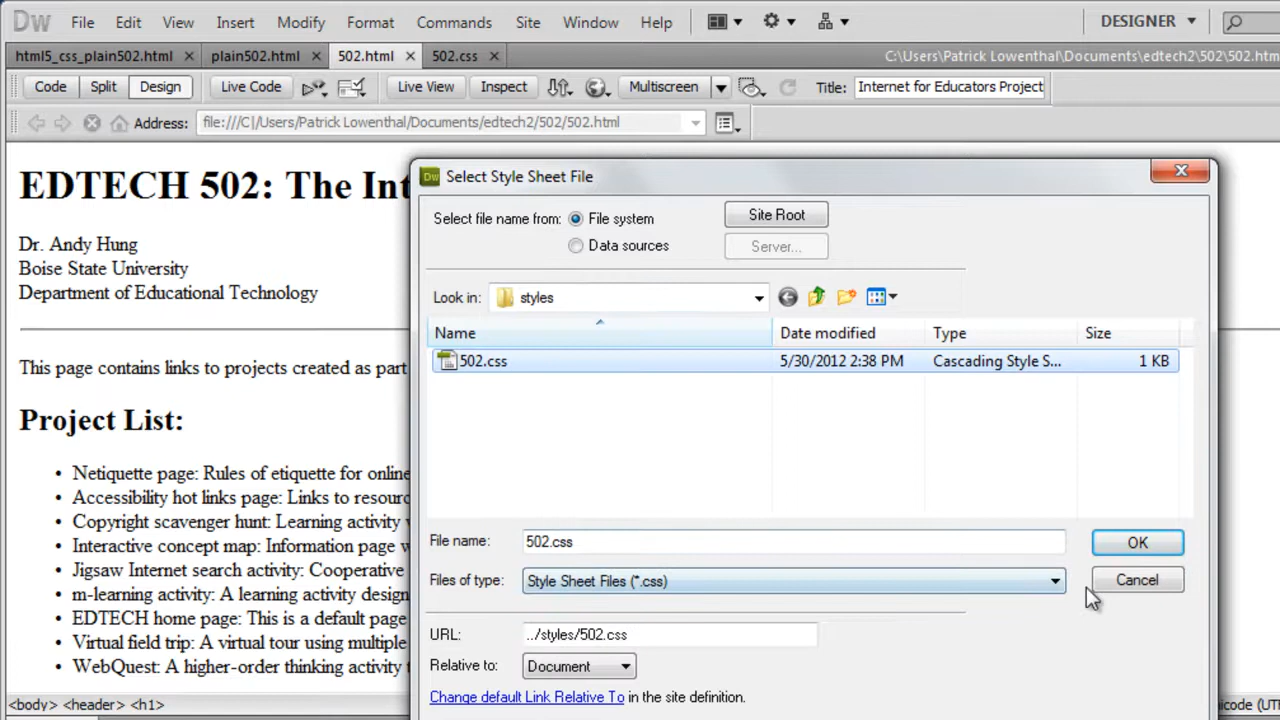 Dw File Edit View Insert Modify Format Commands Site Window Help DESIGNER
html5_css_plain502.html × plain502.html × 502.html × 502.css × C:\Users\Patrick Lowenthal\Documents\edtech2\502\502.htm
Code Split Design Live Code Live View Inspect Multiscreen Title: Internet for Educators Project
Address: file:///C|/Users/Patrick Lowenthal/Documents/edtech2/502/502.html
EDTECH 502: The Int
Dr. Andy Hung
Boise State University
Department of Educational Technology
This page contains links to projects created as part
Project List:
• Netiquette page: Rules of etiquette for online
• Accessibility hot links page: Links to resour
• Copyright scavenger hunt: Learning activity
• Interactive concept map: Information page w
• Jigsaw Internet search activity: Cooperative
• m-learning activity: A learning activity design
• EDTECH home page: This is a default page
• Virtual field trip: A virtual tour using multiple
• WebQuest: A higher-order thinking activity t
<body> <header> <h1>
Dw Select Style Sheet File
Select file name from: File system Site Root
Data sources Server...
Look in: styles
Name Date modified Type Size
502.css 5/30/2012 2:38 PM Cascading Style S... 1 KB
File name: 502.css OK
Files of type: Style Sheet Files (*.css) Cancel
URL: ../styles/502.css
Relative to: Document
Change default Link Relative To in the site definition.
nicode (UTI